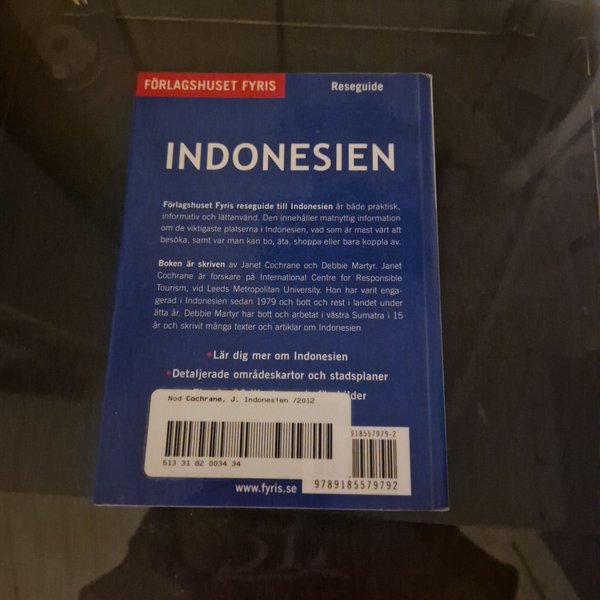 FÖRLAGSHUSET FYRIS
Reseguide
INDONESIEN
Förlagshuset Fyris reseguide till Indonesien är både praktisk,
informativ och lättanvänd. Den innehåller matnyttig information
om de viktigaste platserna i Indonesien, vad som är mest värt att
besöka, samt var man kan bo, äta, shoppa eller bara koppla av.
Boken är skriven av Janet Cochrane och Debbie Martyr. Janet
Cochrane är forskare på International Centre for Responsible
Tourism, vid Leeds Metropolitan University. Hon har varit enga-
gerad i Indonesien sedan 1979 och bott och rest i landet under
åtta år. Debbie Martyr har bott och arbetat i västra Sumatra i 15
år och skrivit många texter och artiklar om Indonesien
•Lär dig mer om Indonesien
•Detaljerade områdeskartor och stadsplaner
Nod Cochrane, J. Indonesien /2012
513 31 82 0034 34
918557979-2
9789185579792
www.fyris.se